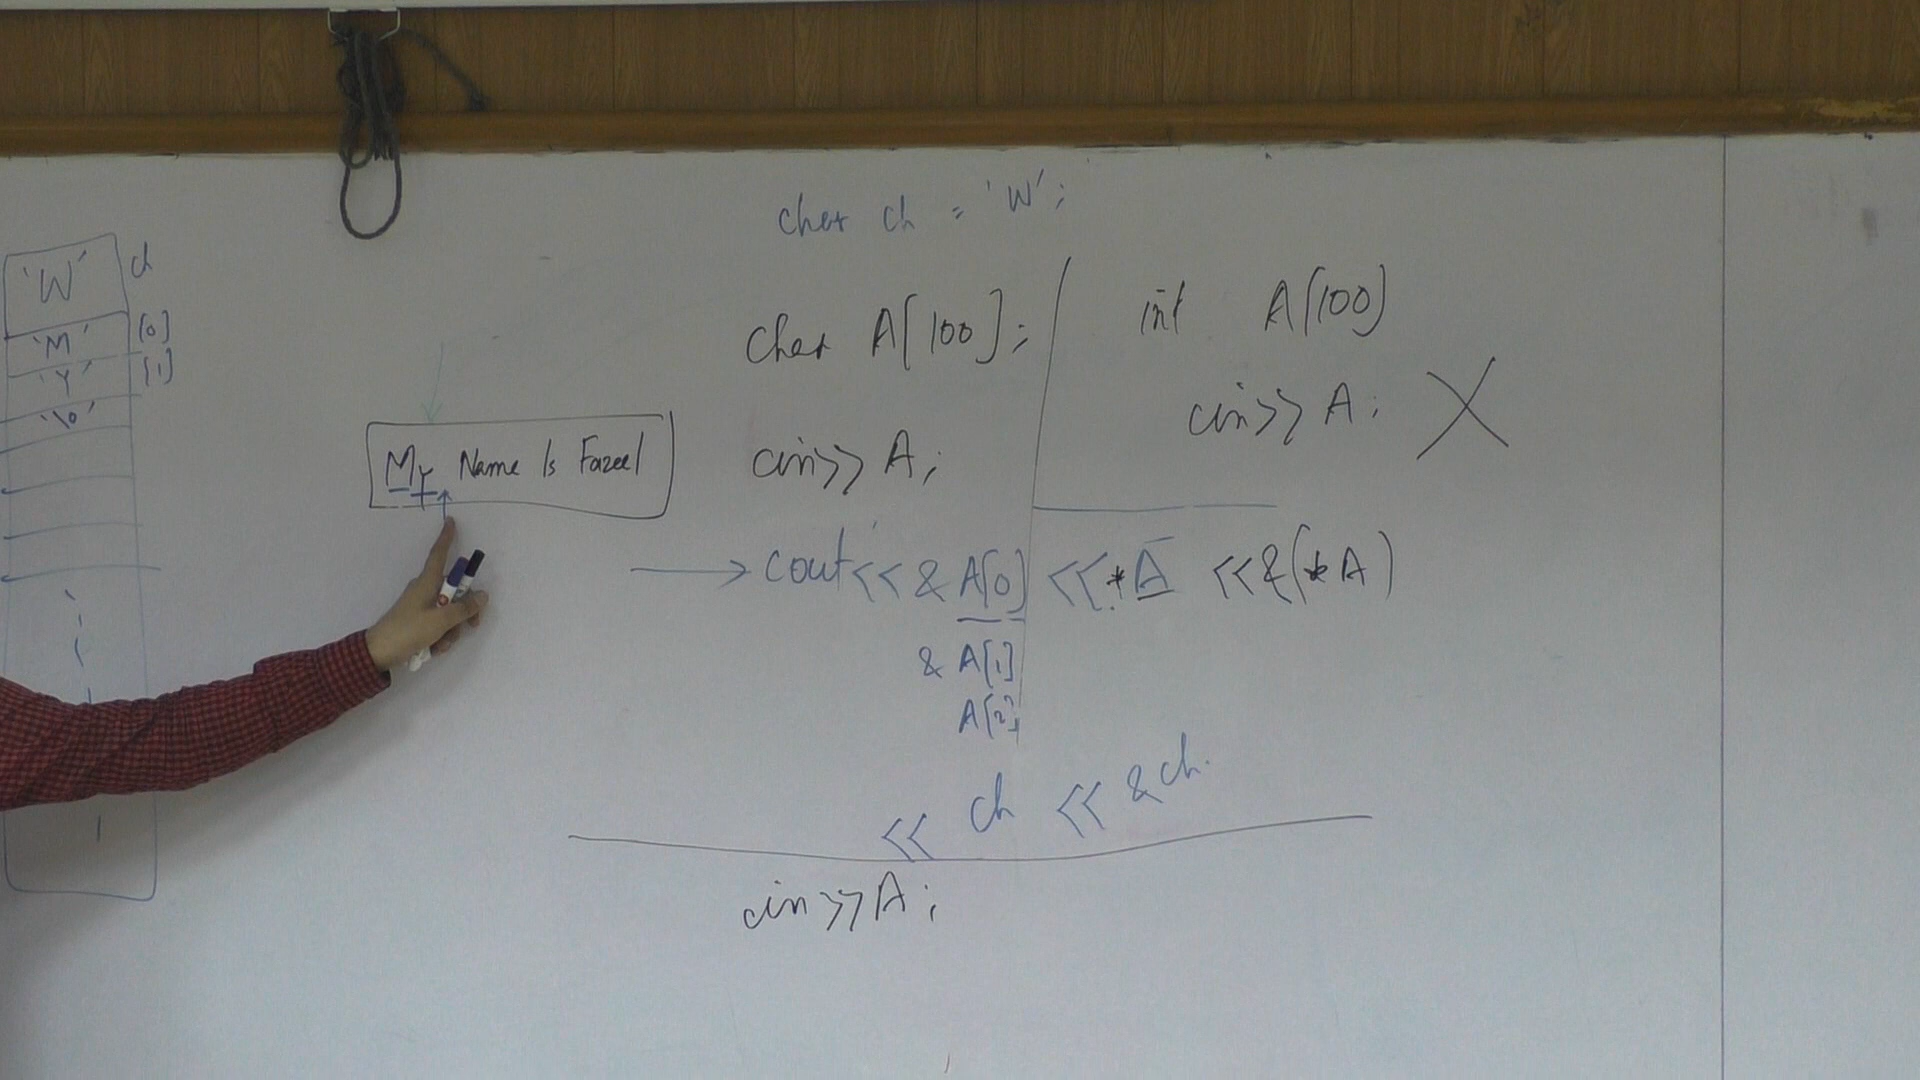 char ch = 'W';
'W' ch
'M' [0]
'Y' [1]
'\0'
char A[100];
int A[100]
cin>> A; X
My Name Is Fazeel
cin>> A;
→ cout<< & A[0] <<*A <<&(*A)
& A[1]
A[2]
<< ch << &ch.
cin>>A;